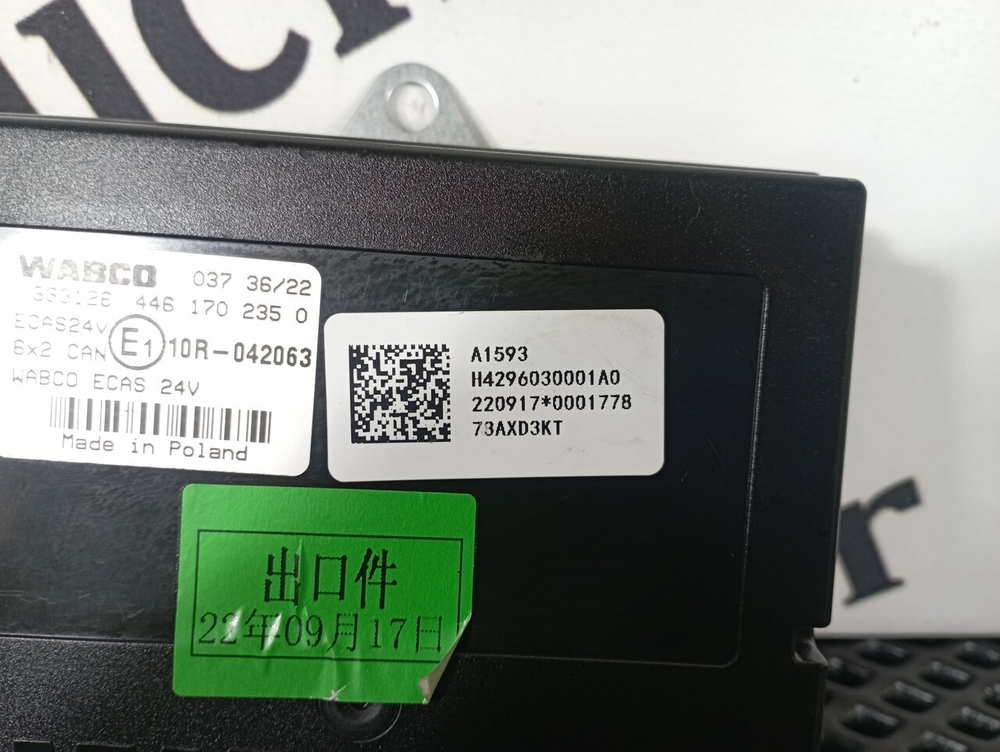 WABCO 037 36/22
333126 446 170 235 0
ECAS24V
6x2 CAN E1 10R-042063
WABCO ECAS 24V
Made in Poland
A1593
H4296030001A0
220917*0001778
73AXD3KT
出口件
22年09月17日